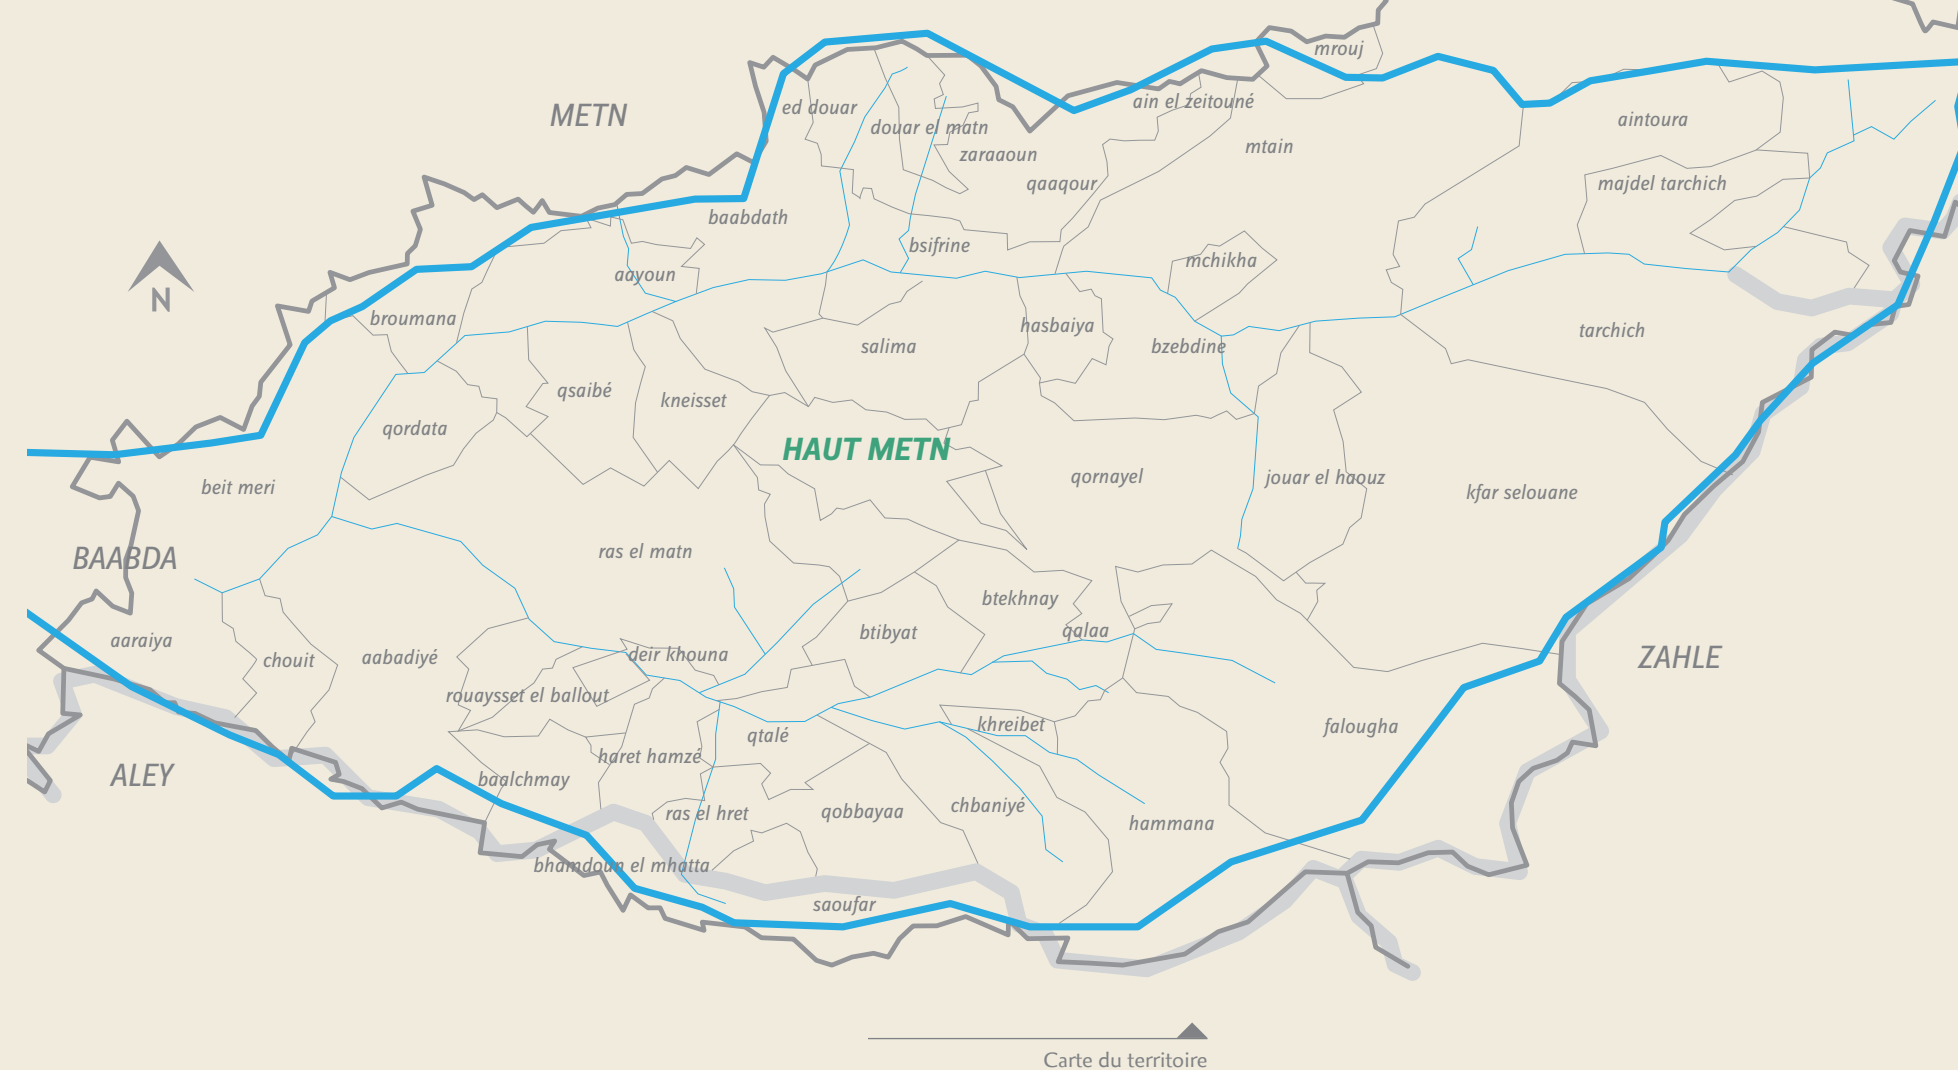 mrouj
METN
ed douar
ain el zeitouné
aintoura
douar el matn
zaraaoun
mtain
qaaqour
majdel tarchich
baabdath
bsifrine
mchikha
aayoun
N
broumana
hasbaiya
tarchich
salima
bzebdine
qsaibé
kneisset
qordata
HAUT METN
qornayel
jouar el haouz
beit meri
kfar selouane
ras el matn
BAABDA
btekhnay
btibyat
qalaa
aaraiya
chouit
aabadiyé
deir khouna
ZAHLE
rouaysset el ballout
khreibet
falougha
qtalé
haret hamzé
ALEY
baalchmay
chbaniyé
ras el hret
qobbayaa
hammana
bhamdoun el mhatta
saoufar
Carte du territoire